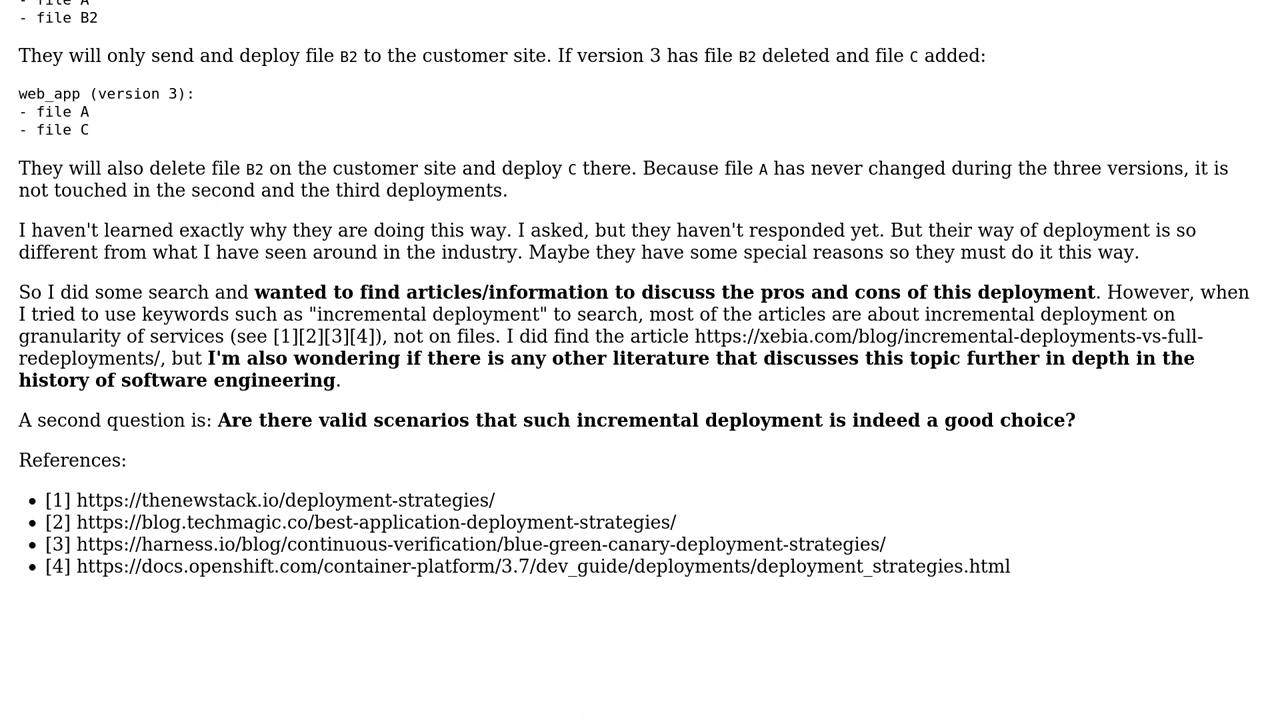 - file A
- file B2
They will only send and deploy file B2 to the customer site. If version 3 has file B2 deleted and file C added:
web_app (version 3):
- file A
- file C
They will also delete file B2 on the customer site and deploy C there. Because file A has never changed during the three versions, it is
not touched in the second and the third deployments.
I haven't learned exactly why they are doing this way. I asked, but they haven't responded yet. But their way of deployment is so
different from what I have seen around in the industry. Maybe they have some special reasons so they must do it this way.
So I did some search and wanted to find articles/information to discuss the pros and cons of this deployment. However, when
I tried to use keywords such as "incremental deployment" to search, most of the articles are about incremental deployment on
granularity of services (see [1][2][3][4]), not on files. I did find the article https://xebia.com/blog/incremental-deployments-vs-full-
redeployments/, but I'm also wondering if there is any other literature that discusses this topic further in depth in the
history of software engineering.
A second question is: Are there valid scenarios that such incremental deployment is indeed a good choice?
References:
• [1] https://thenewstack.io/deployment-strategies/
• [2] https://blog.techmagic.co/best-application-deployment-strategies/
• [3] https://harness.io/blog/continuous-verification/blue-green-canary-deployment-strategies/
• [4] https://docs.openshift.com/container-platform/3.7/dev_guide/deployments/deployment_strategies.html